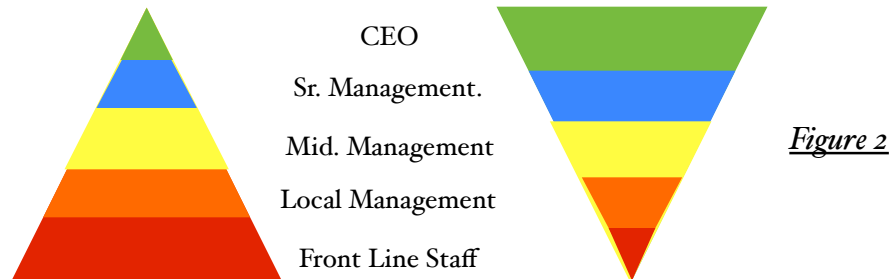 CEO
Sr. Management.
Mid. Management
Figure 2
Local Management
Front Line Staff